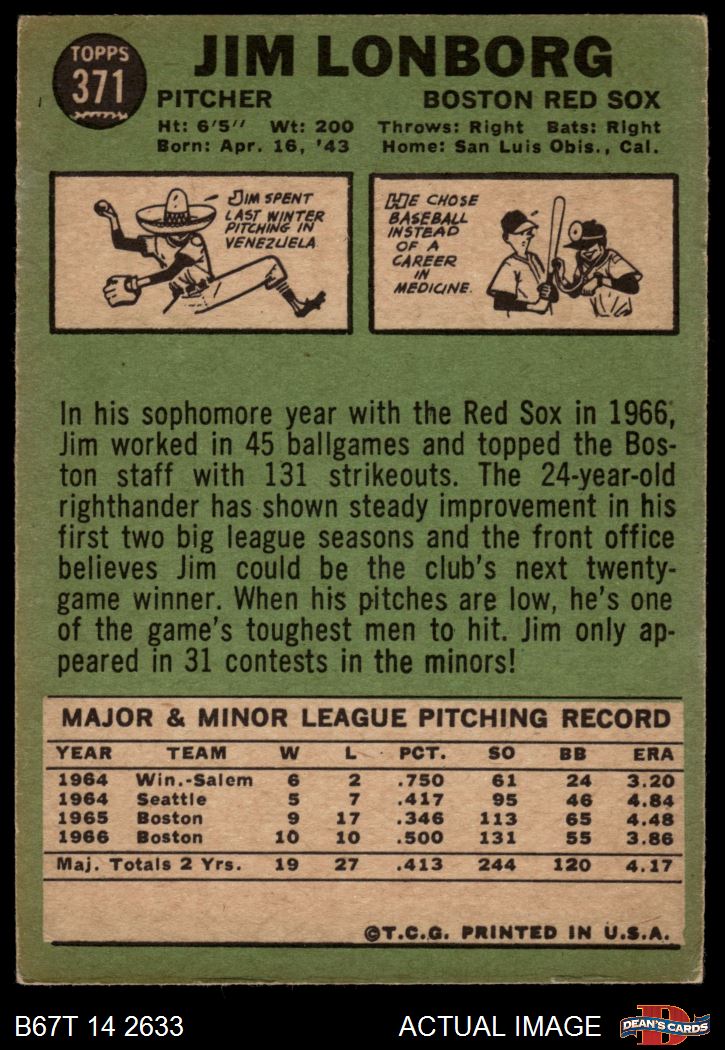 TOPPS
371
JIM LONBORG
PITCHER BOSTON RED SOX
Ht: 6'5" Wt: 200 Throws: Right Bats: Right
Born: Apr. 16, '43 Home: San Luis Obis., Cal.
JIM SPENT
LAST WINTER
PITCHING IN
VENEZUELA
HE CHOSE
BASEBALL
INSTEAD
OF A
CAREER
IN
MEDICINE.
In his sophomore year with the Red Sox in 1966,
Jim worked in 45 ballgames and topped the Bos-
ton staff with 131 strikeouts. The 24-year-old
righthander has shown steady improvement in his
first two big league seasons and the front office
believes Jim could be the club's next twenty-
game winner. When his pitches are low, he's one
of the game's toughest men to hit. Jim only ap-
peared in 31 contests in the minors!
MAJOR & MINOR LEAGUE PITCHING RECORD
YEAR TEAM W L PCT. SO BB ERA
1964 Win.-Salem 6 2 .750 61 24 3.20
1964 Seattle 5 7 .417 95 46 4.84
1965 Boston 9 17 .346 113 65 4.48
1966 Boston 10 10 .500 131 55 3.86
Maj. Totals 2 Yrs. 19 27 .413 244 120 4.17
©T.C.G. PRINTED IN U.S.A.
B67T 14 2633 ACTUAL IMAGE DEAN'S CARDS